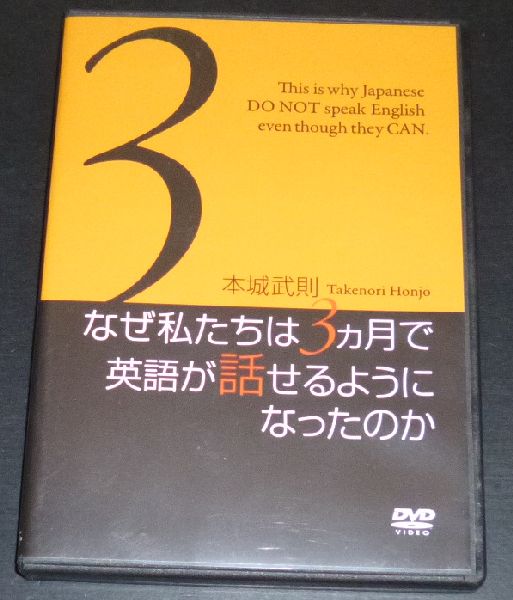 3
This is why Japanese
DO NOT speak English
even though they CAN.
本城武則 Takenori Honjo
なぜ私たちは3ヵ月で
英語が話せるように
なったのか
DVD
VIDEO